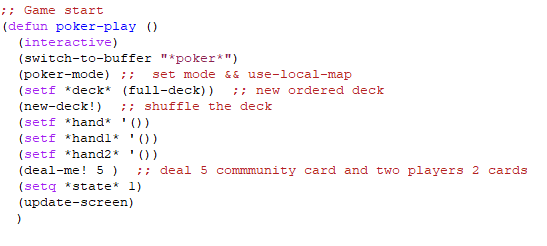 ;; Game start
(defun poker-play ()
  (interactive)
  (switch-to-buffer "*poker*")
  (poker-mode) ;;  set mode && use-local-map
  (setf *deck* (full-deck))  ;; new ordered deck
  (new-deck!)  ;; shuffle the deck
  (setf *hand* '())
  (setf *hand1* '())
  (setf *hand2* '())
  (deal-me! 5 )  ;; deal 5 commmunity card and two players 2 cards
  (setq *state* 1)
  (update-screen)
  )